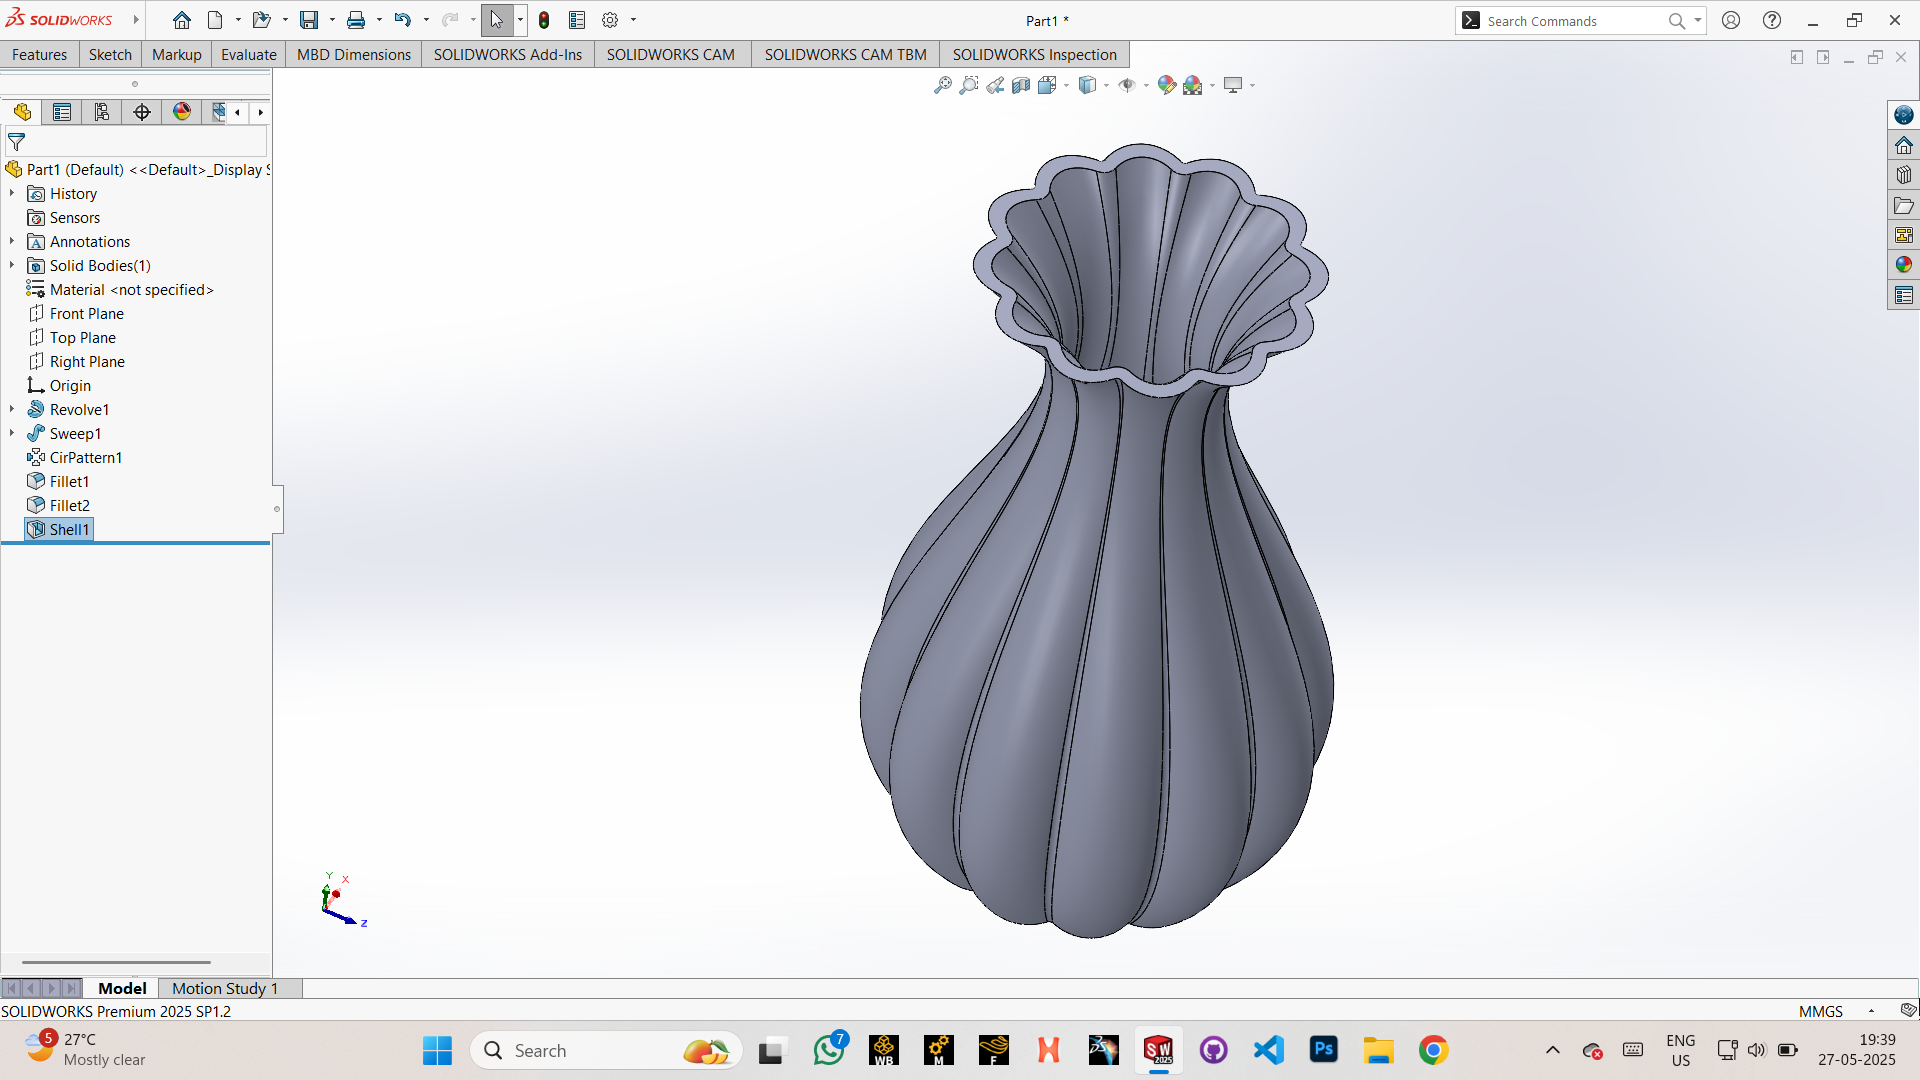 SOLIDWORKS
Part1 *
Search Commands
Features
Sketch
Markup
Evaluate
MBD Dimensions
SOLIDWORKS Add-Ins
SOLIDWORKS CAM
SOLIDWORKS CAM TBM
SOLIDWORKS Inspection
Part1 (Default) <<Default>_Display S
History
Sensors
Annotations
Solid Bodies(1)
Material <not specified>
Front Plane
Top Plane
Right Plane
Origin
Revolve1
Sweep1
CirPattern1
Fillet1
Fillet2
Shell1
Y
X
Z
Model
Motion Study 1
SOLIDWORKS Premium 2025 SP1.2
MMGS
5
27°C
Mostly clear
Search
7
WB
M
F
SW
2025
Ps
ENG
US
19:39
27-05-2025